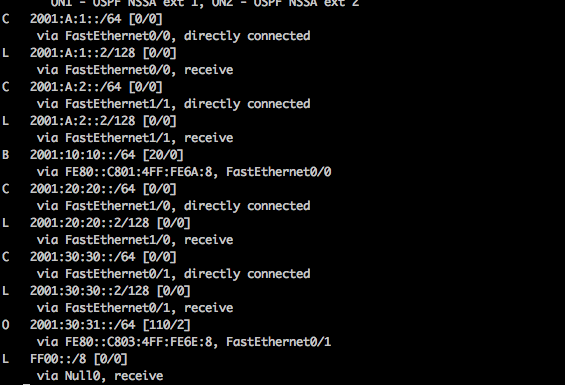 ON1 - OSPF NSSA ext 1, ON2 - OSPF NSSA ext 2
C 2001:A:1::/64 [0/0]
via FastEthernet0/0, directly connected
L 2001:A:1::2/128 [0/0]
via FastEthernet0/0, receive
C 2001:A:2::/64 [0/0]
via FastEthernet1/1, directly connected
L 2001:A:2::2/128 [0/0]
via FastEthernet1/1, receive
B 2001:10:10::/64 [20/0]
via FE80::C801:4FF:FE6A:8, FastEthernet0/0
C 2001:20:20::/64 [0/0]
via FastEthernet1/0, directly connected
L 2001:20:20::2/128 [0/0]
via FastEthernet1/0, receive
C 2001:30:30::/64 [0/0]
via FastEthernet0/1, directly connected
L 2001:30:30::2/128 [0/0]
via FastEthernet0/1, receive
O 2001:30:31::/64 [110/2]
via FE80::C803:4FF:FE6E:8, FastEthernet0/1
L FF00::/8 [0/0]
via Null0, receive